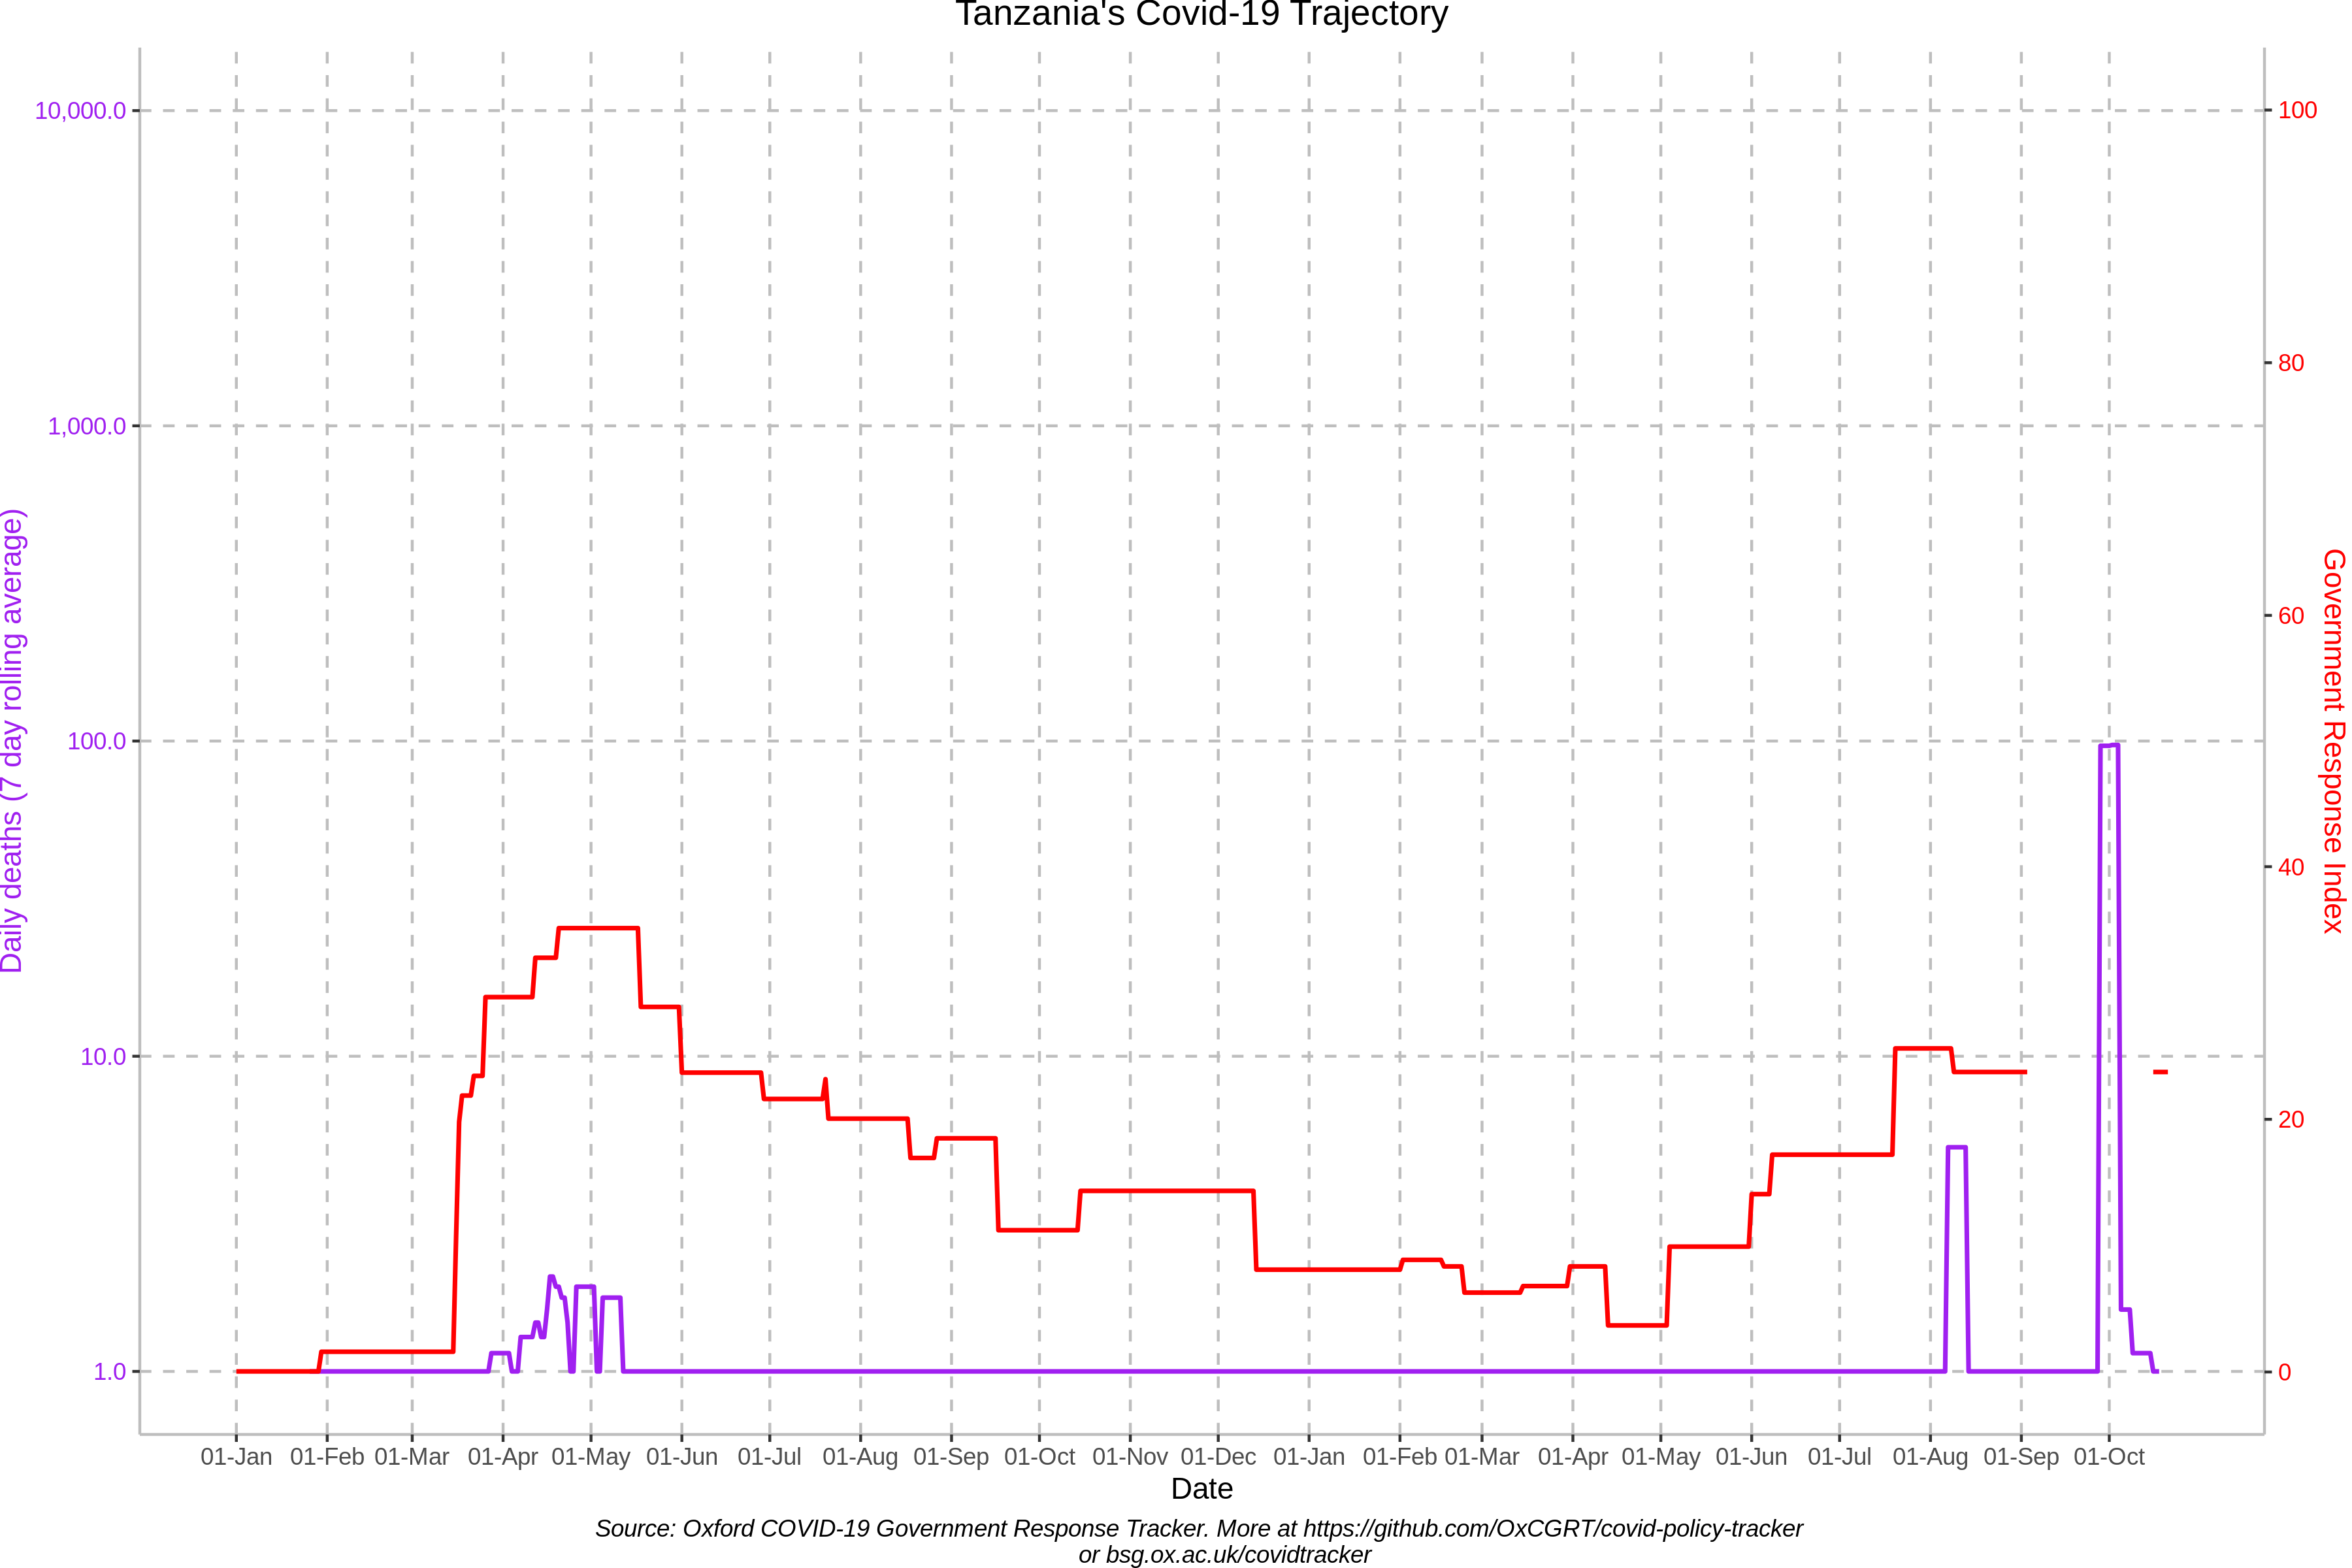 Tanzania's Covid-19 Trajectory
10,000.0
1,000.0
100.0
10.0
1.0
Daily deaths (7 day rolling average)
100
80
60
40
20
0
Government Response Index
01-Jan 01-Feb 01-Mar 01-Apr 01-May 01-Jun 01-Jul 01-Aug 01-Sep 01-Oct 01-Nov 01-Dec 01-Jan 01-Feb 01-Mar 01-Apr 01-May 01-Jun 01-Jul 01-Aug 01-Sep 01-Oct
Date
Source: Oxford COVID-19 Government Response Tracker. More at https://github.com/OxCGRT/covid-policy-tracker
or bsg.ox.ac.uk/covidtracker